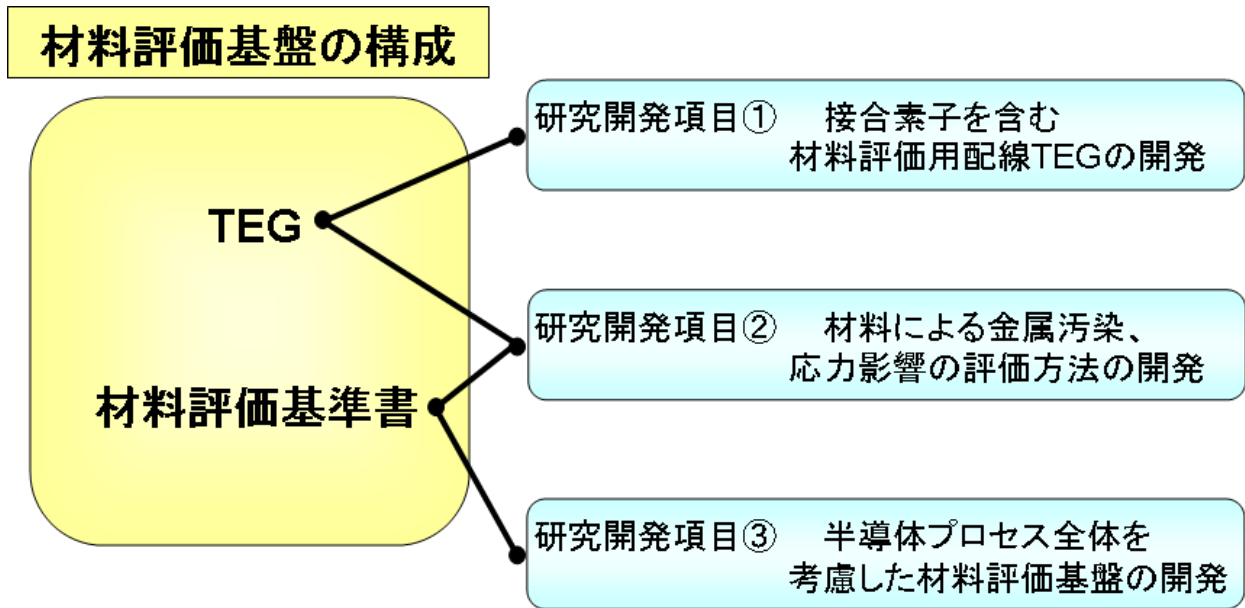 材料評価基盤の構成
TEG
材料評価基準書
研究開発項目① 接合素子を含む
材料評価用配線TEGの開発
研究開発項目② 材料による金属汚染、
応力影響の評価方法の開発
研究開発項目③ 半導体プロセス全体を
考慮した材料評価基盤の開発